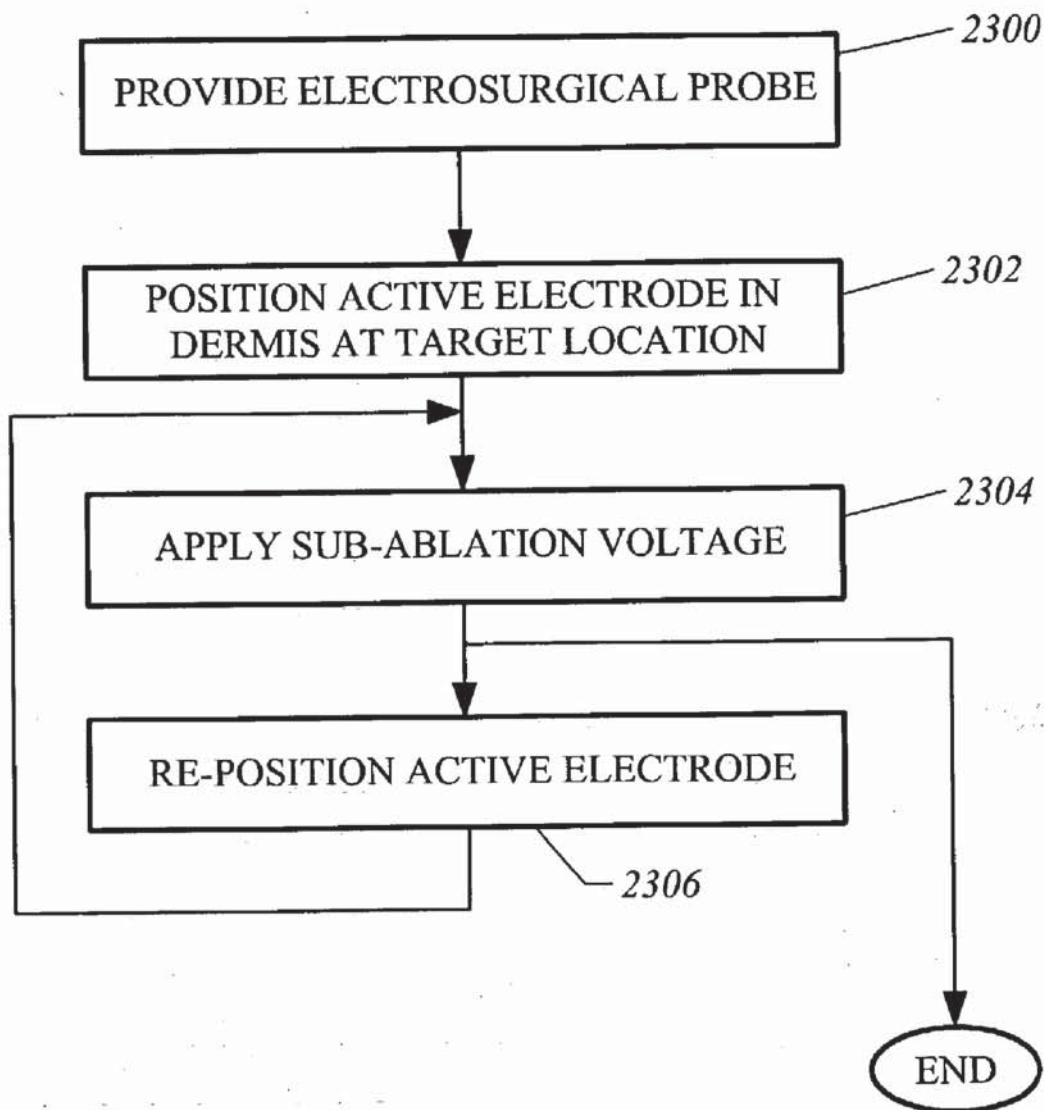 2300
PROVIDE ELECTROSURGICAL PROBE
2302
POSITION ACTIVE ELECTRODE IN
DERMIS AT TARGET LOCATION
2304
APPLY SUB-ABLATION VOLTAGE
RE-POSITION ACTIVE ELECTRODE
2306
END